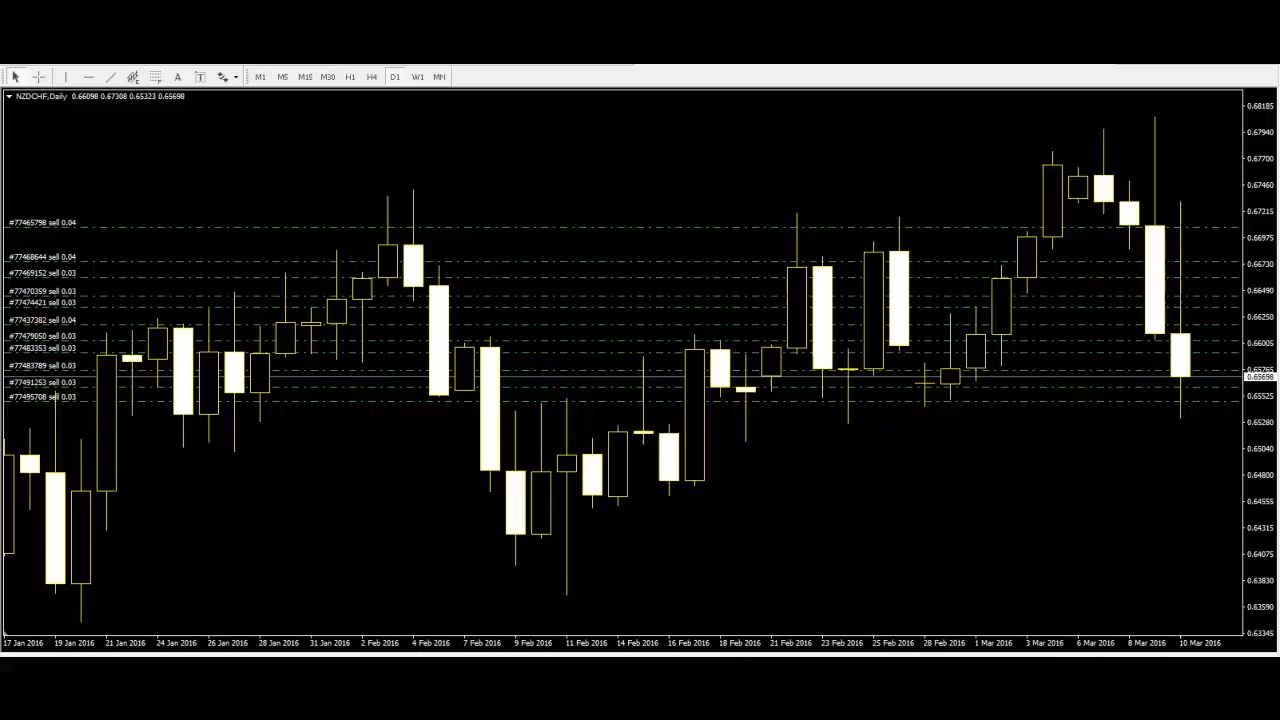 A T M1 M5 M15 M30 H1 H4 D1 W1 MN
NZDCHF,Daily 0.66098 0.67308 0.65323 0.65698
0.68185
0.67940
0.67700
0.67460
0.67215
#77465798 sell 0.04
0.66975
#77468644 sell 0.04
0.66730
#77469152 sell 0.03
0.66490
#77470359 sell 0.03
#77474421 sell 0.03
0.66250
#77437382 sell 0.04
#77479050 sell 0.03
0.66005
#77483353 sell 0.03
#77483789 sell 0.03
0.65765
0.65698
#77491253 sell 0.03
#77495708 sell 0.03
0.65525
0.65280
0.65040
0.64800
0.64555
0.64315
0.64075
0.63830
0.63590
0.63345
17 Jan 2016 19 Jan 2016 21 Jan 2016 24 Jan 2016 26 Jan 2016 28 Jan 2016 31 Jan 2016 2 Feb 2016 4 Feb 2016 7 Feb 2016 9 Feb 2016 11 Feb 2016 14 Feb 2016 16 Feb 2016 18 Feb 2016 21 Feb 2016 23 Feb 2016 25 Feb 2016 28 Feb 2016 1 Mar 2016 3 Mar 2016 6 Mar 2016 8 Mar 2016 10 Mar 2016